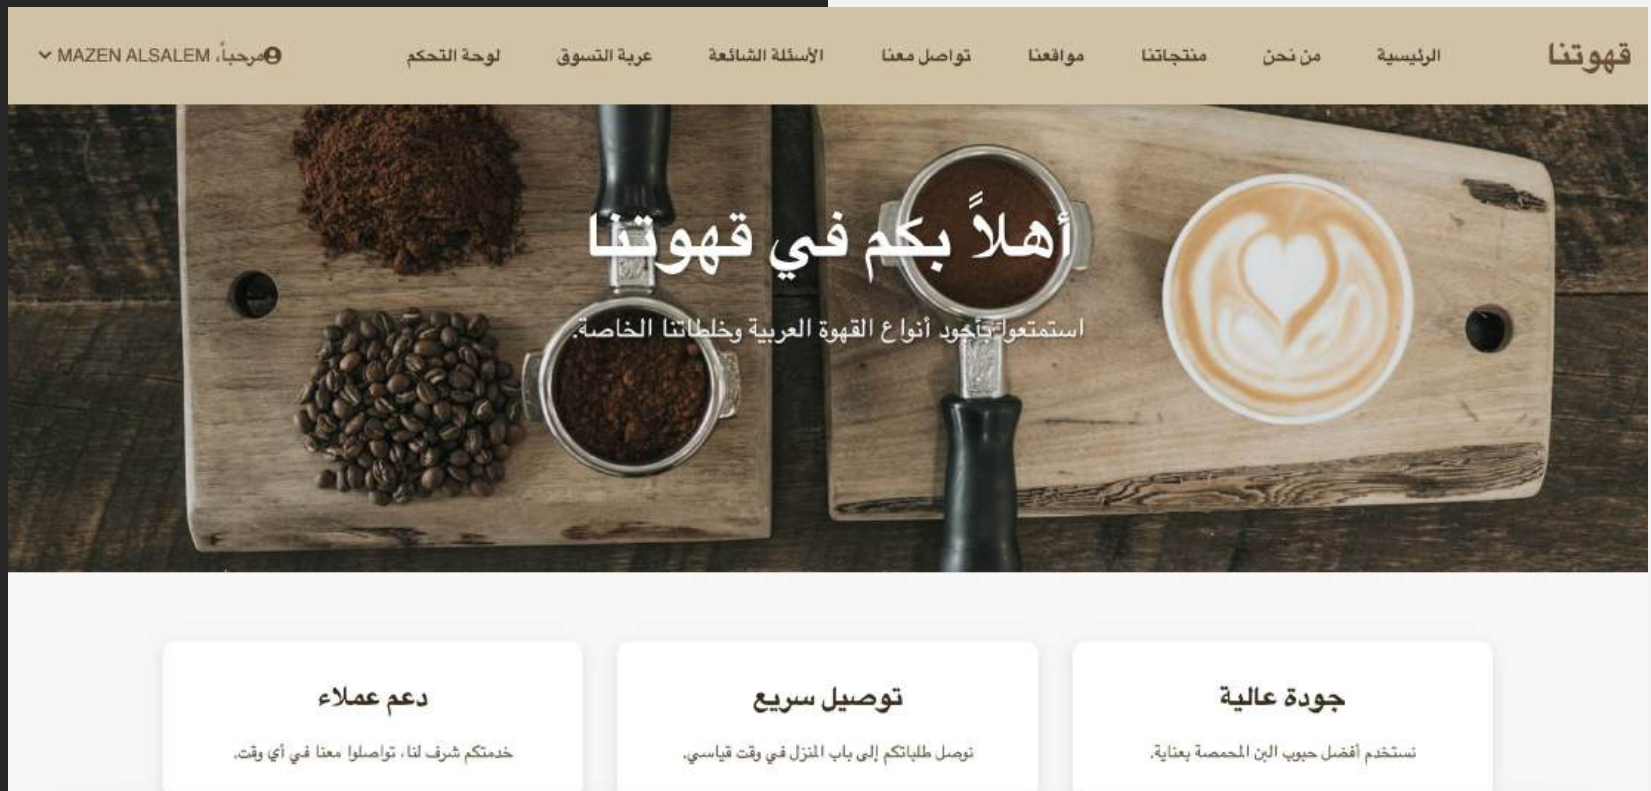 قهوتنا
الرئيسية
من نحن
منتجاتنا
مواقعنا
تواصل معنا
الأسئلة الشائعة
عربة التسوق
لوحة التحكم
مرحباً، MAZEN ALSALEM
أهلاً بكم في قهوتنا
استمتعوا بأجود أنواع القهوة العربية وخلطاتنا الخاصة.
جودة عالية
نستخدم أفضل حبوب البن المحمصة بعناية.
توصيل سريع
نوصل طلباتكم إلى باب المنزل في وقت قياسي.
دعم عملاء
خدمتكم شرف لنا، تواصلوا معنا في أي وقت.